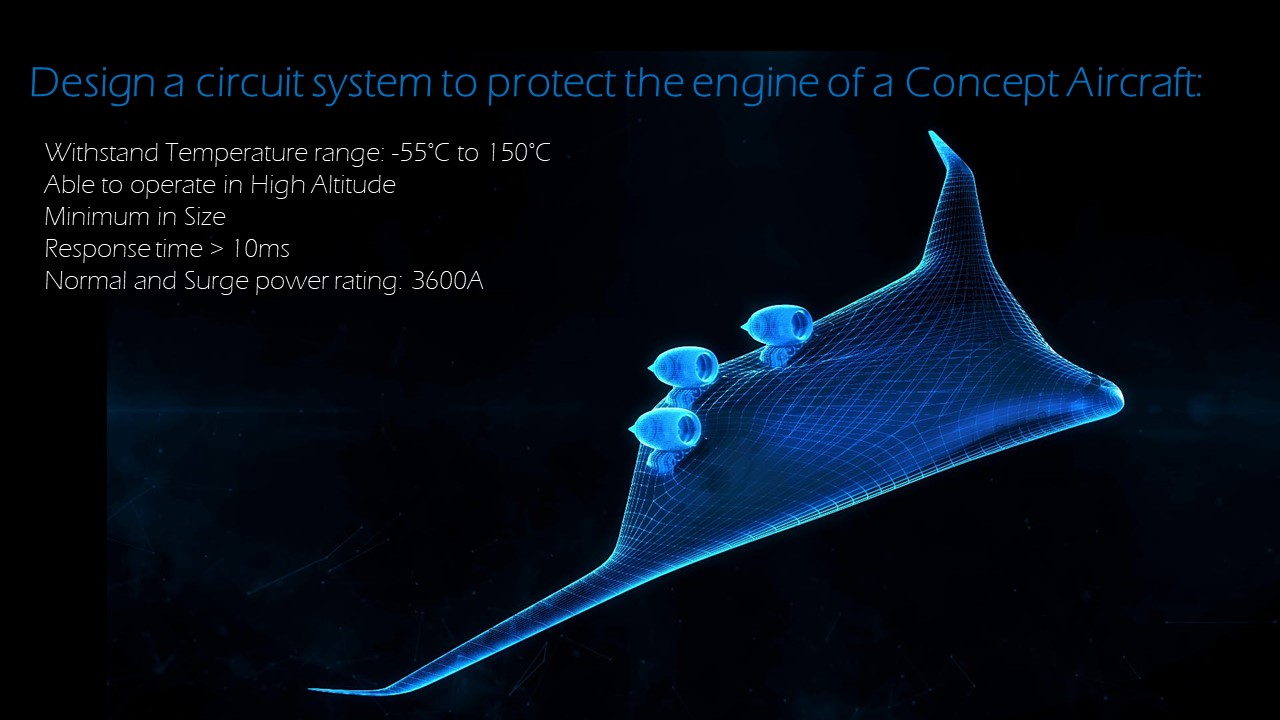 Design a circuit system to protect the engine of a Concept Aircraft:
Withstand Temperature range: -55°C to 150°C
Able to operate in High Altitude
Minimum in Size
Response time > 10ms
Normal and Surge power rating: 3600A